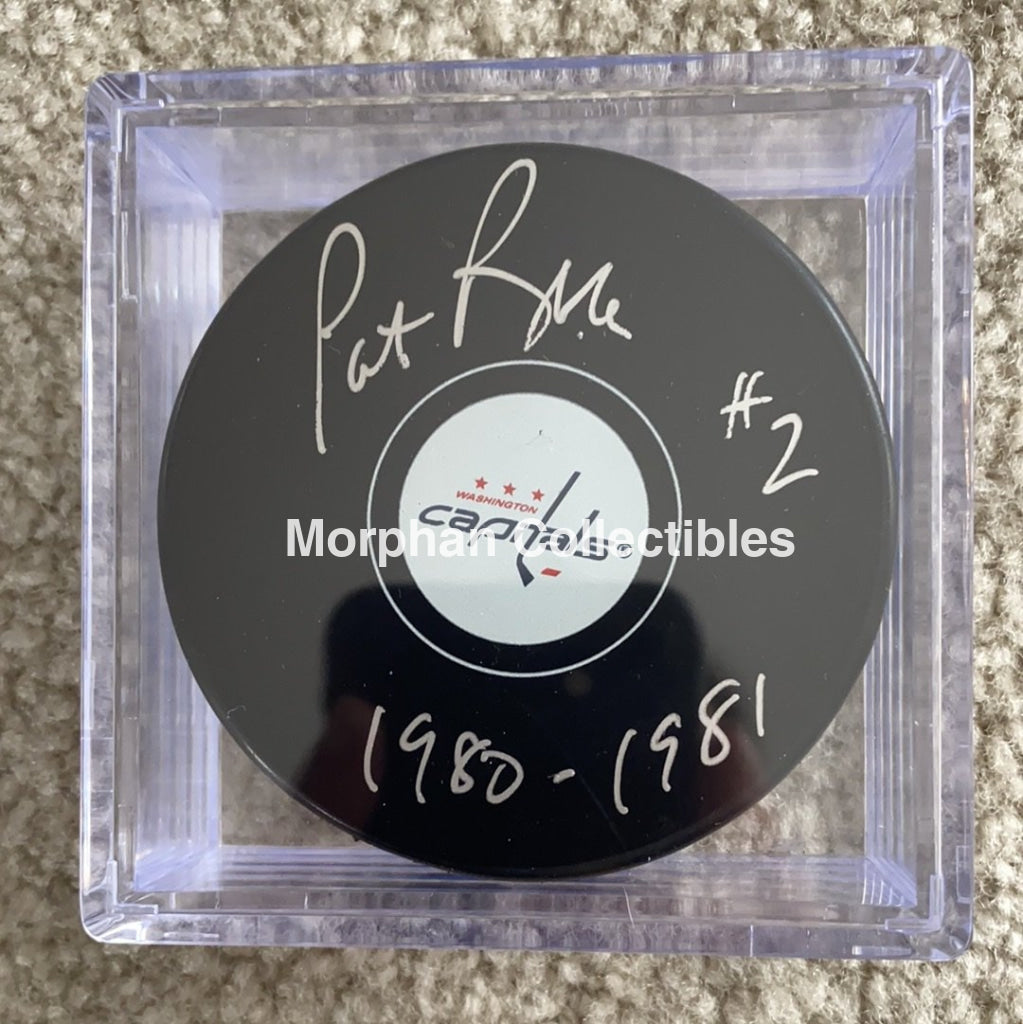 Pat
#2
WASHINGTON
capitals
Morphan Collectibles
1980-1981